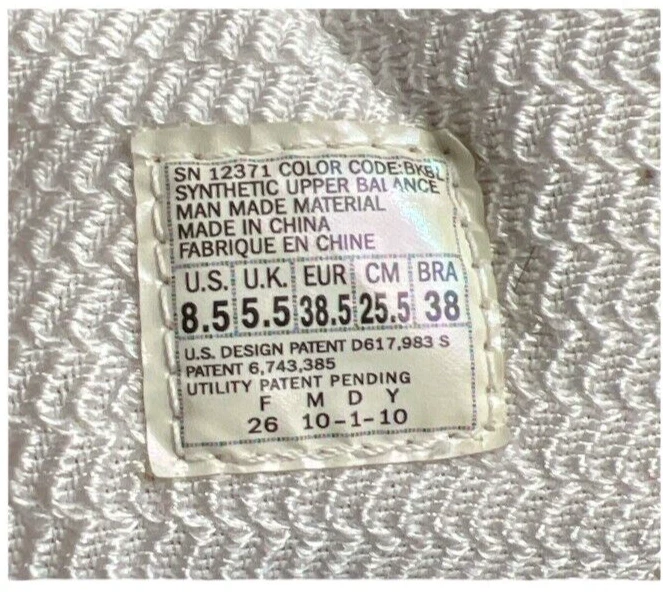 SN 12371 COLOR CODE:BKBL
SYNTHETIC UPPER BALANCE
MAN MADE MATERIAL
MADE IN CHINA
FABRIQUE EN CHINE
U.S. U.K. EUR CM BRA
8.5 5.5 38.5 25.5 38
U.S. DESIGN PATENT D617,983 S
PATENT 6,743,385
UTILITY PATENT PENDING
F M D Y
26 10-1-10